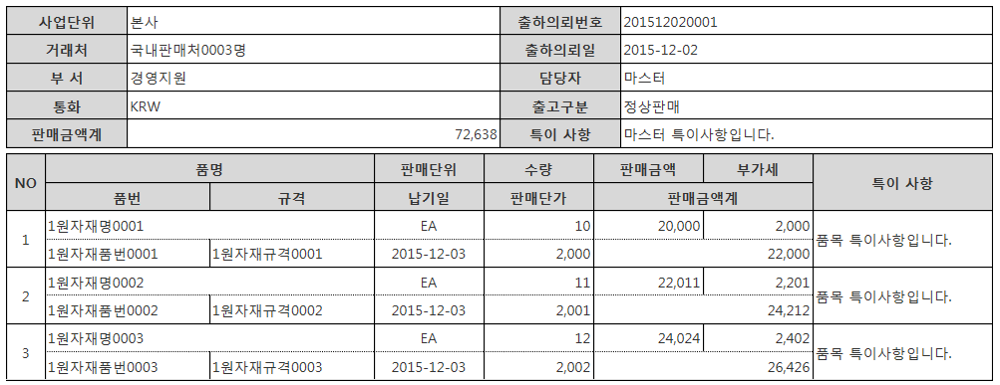 사업단위 본사 출하의뢰번호 201512020001
거래처 국내판매처0003명 출하의뢰일 2015-12-02
부 서 경영지원 담당자 마스터
통화 KRW 출고구분 정상판매
판매금액계 72,638 특이 사항 마스터 특이사항입니다.
NO 품명 판매단위 수량 판매금액 부가세 특이 사항
품번 규격 납기일 판매단가 판매금액계
1 1원자재명0001 EA 10 20,000 2,000 품목 특이사항입니다.
1원자재품번0001 1원자재규격0001 2015-12-03 2,000 22,000
2 1원자재명0002 EA 11 22,011 2,201 품목 특이사항입니다.
1원자재품번0002 1원자재규격0002 2015-12-03 2,001 24,212
3 1원자재명0003 EA 12 24,024 2,402 품목 특이사항입니다.
1원자재품번0003 1원자재규격0003 2015-12-03 2,002 26,426